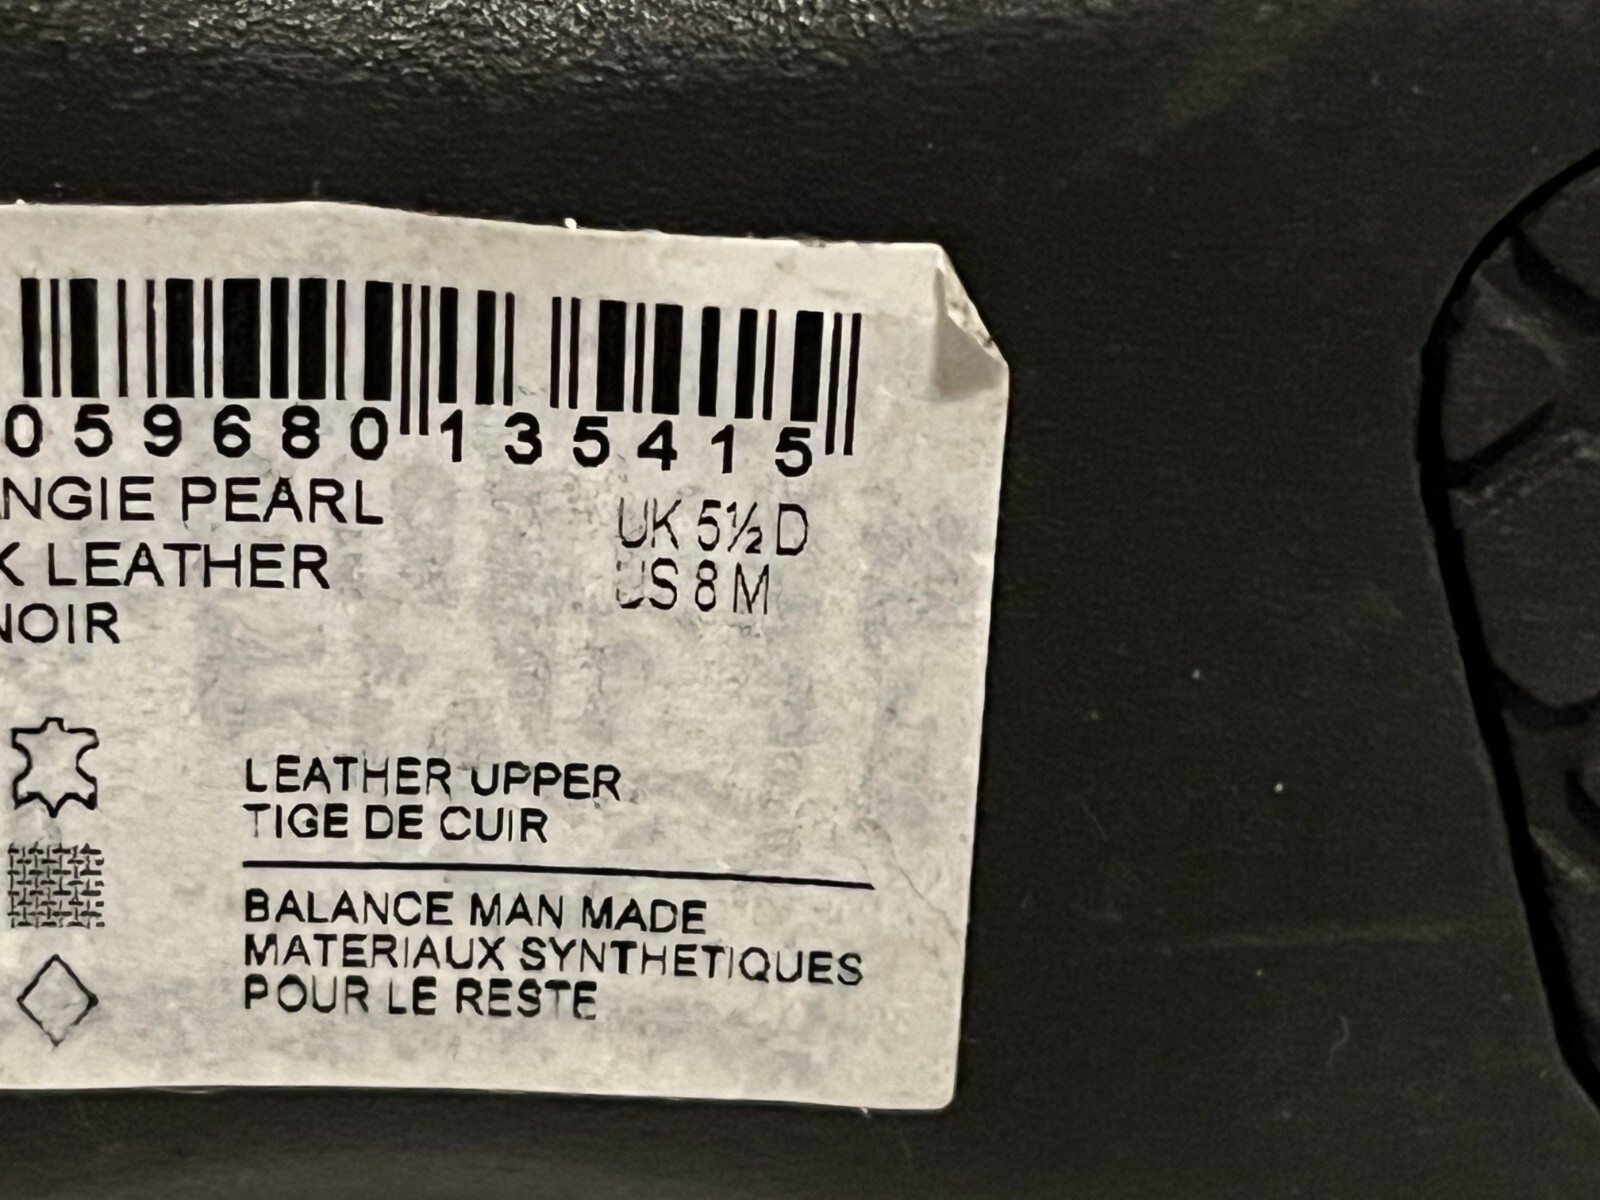 059680 135415
NGIE PEARL
K LEATHER
NOIR
UK 5½ D
US 8 M
LEATHER UPPER
TIGE DE CUIR
BALANCE MAN MADE
MATERIAUX SYNTHETIQUES
POUR LE RESTE